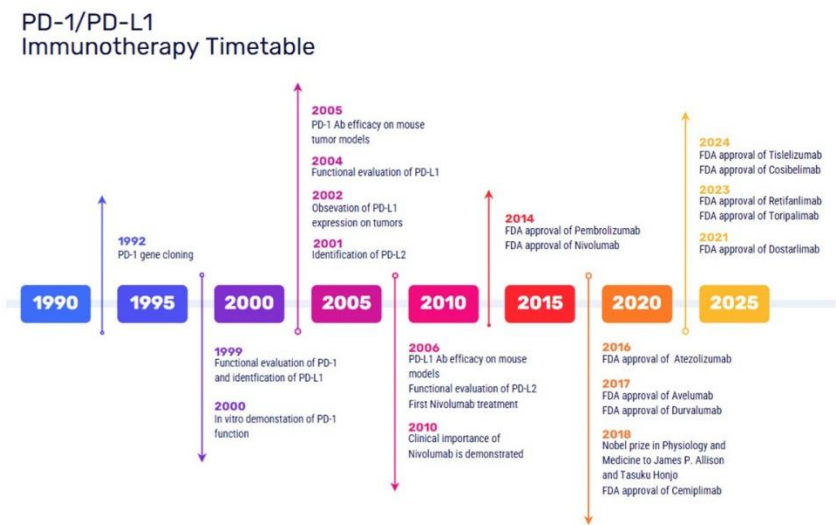 PD-1/PD-L1
Immunotherapy Timetable
2005
PD-1 Ab efficacy on mouse
tumor models
2004
Functional evaluation of PD-L1
2002
Obsevation of PD-L1
expression on tumors
2001
Identification of PD-L2
1992
PD-1 gene cloning
2014
FDA approval of Pembrolizumab
FDA approval of Nivolumab
2024
FDA approval of Tislelizumab
FDA approval of Cosibelimab
2023
FDA approval of Retifanlimab
FDA approval of Toripalimab
2021
FDA approval of Dostarlimab
1990
1995
2000
2005
2010
2015
2020
2025
1999
Functional evaluation of PD-1
and identfication of PD-L1
2000
In vitro demonstation of PD-1
function
2006
PD-L1 Ab efficacy on mouse
models
Functional evaluation of PD-L2
First Nivolumab treatment
2010
Clinical importance of
Nivolumab is demonstrated
2016
FDA approval of Atezolizumab
2017
FDA approval of Avelumab
FDA approval of Durvalumab
2018
Nobel prize in Physiology and
Medicine to James P. Allison
and Tasuku Honjo
FDA approval of Cemiplimab